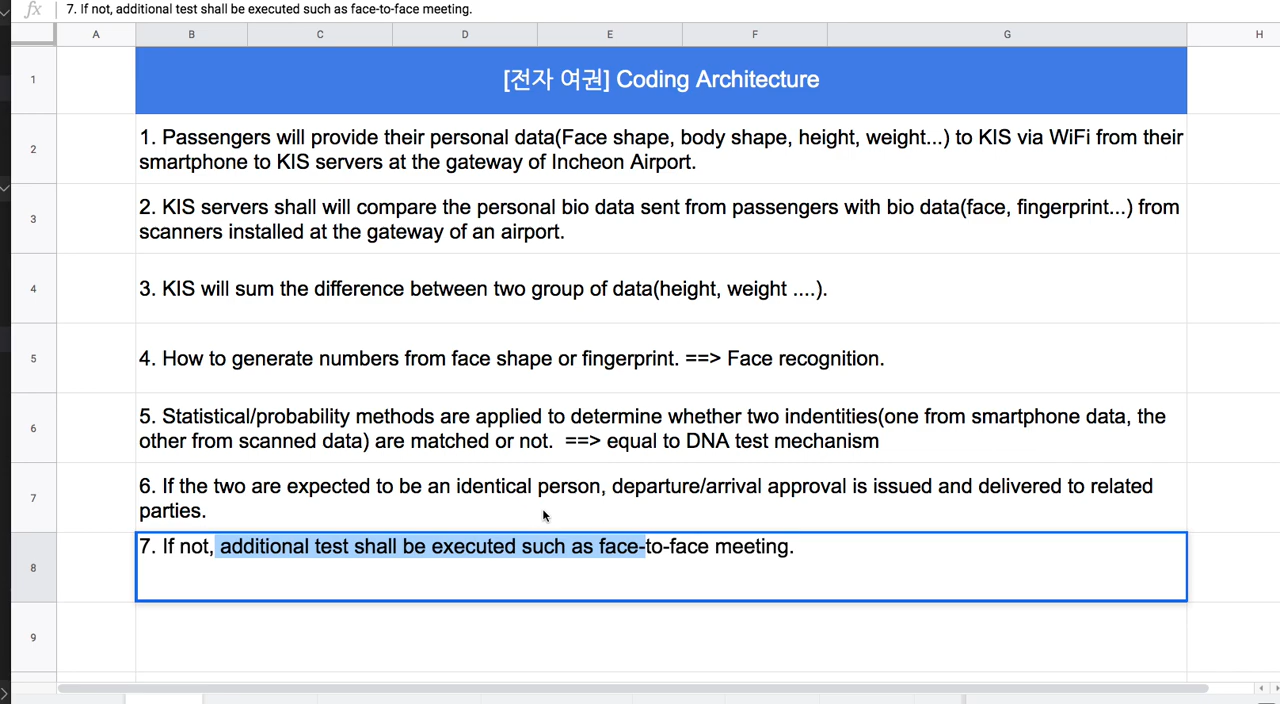 fx 7. If not, additional test shall be executed such as face-to-face meeting.
A B C D E F G H
1 [전자 여권] Coding Architecture
2 1. Passengers will provide their personal data(Face shape, body shape, height, weight...) to KIS via WiFi from their
smartphone to KIS servers at the gateway of Incheon Airport.
3 2. KIS servers shall will compare the personal bio data sent from passengers with bio data(face, fingerprint...) from
scanners installed at the gateway of an airport.
4 3. KIS will sum the difference between two group of data(height, weight ....).
5 4. How to generate numbers from face shape or fingerprint. ==> Face recognition.
6 5. Statistical/probability methods are applied to determine whether two indentities(one from smartphone data, the
other from scanned data) are matched or not.  ==> equal to DNA test mechanism
7 6. If the two are expected to be an identical person, departure/arrival approval is issued and delivered to related
parties.
8 7. If not, additional test shall be executed such as face-to-face meeting.
9